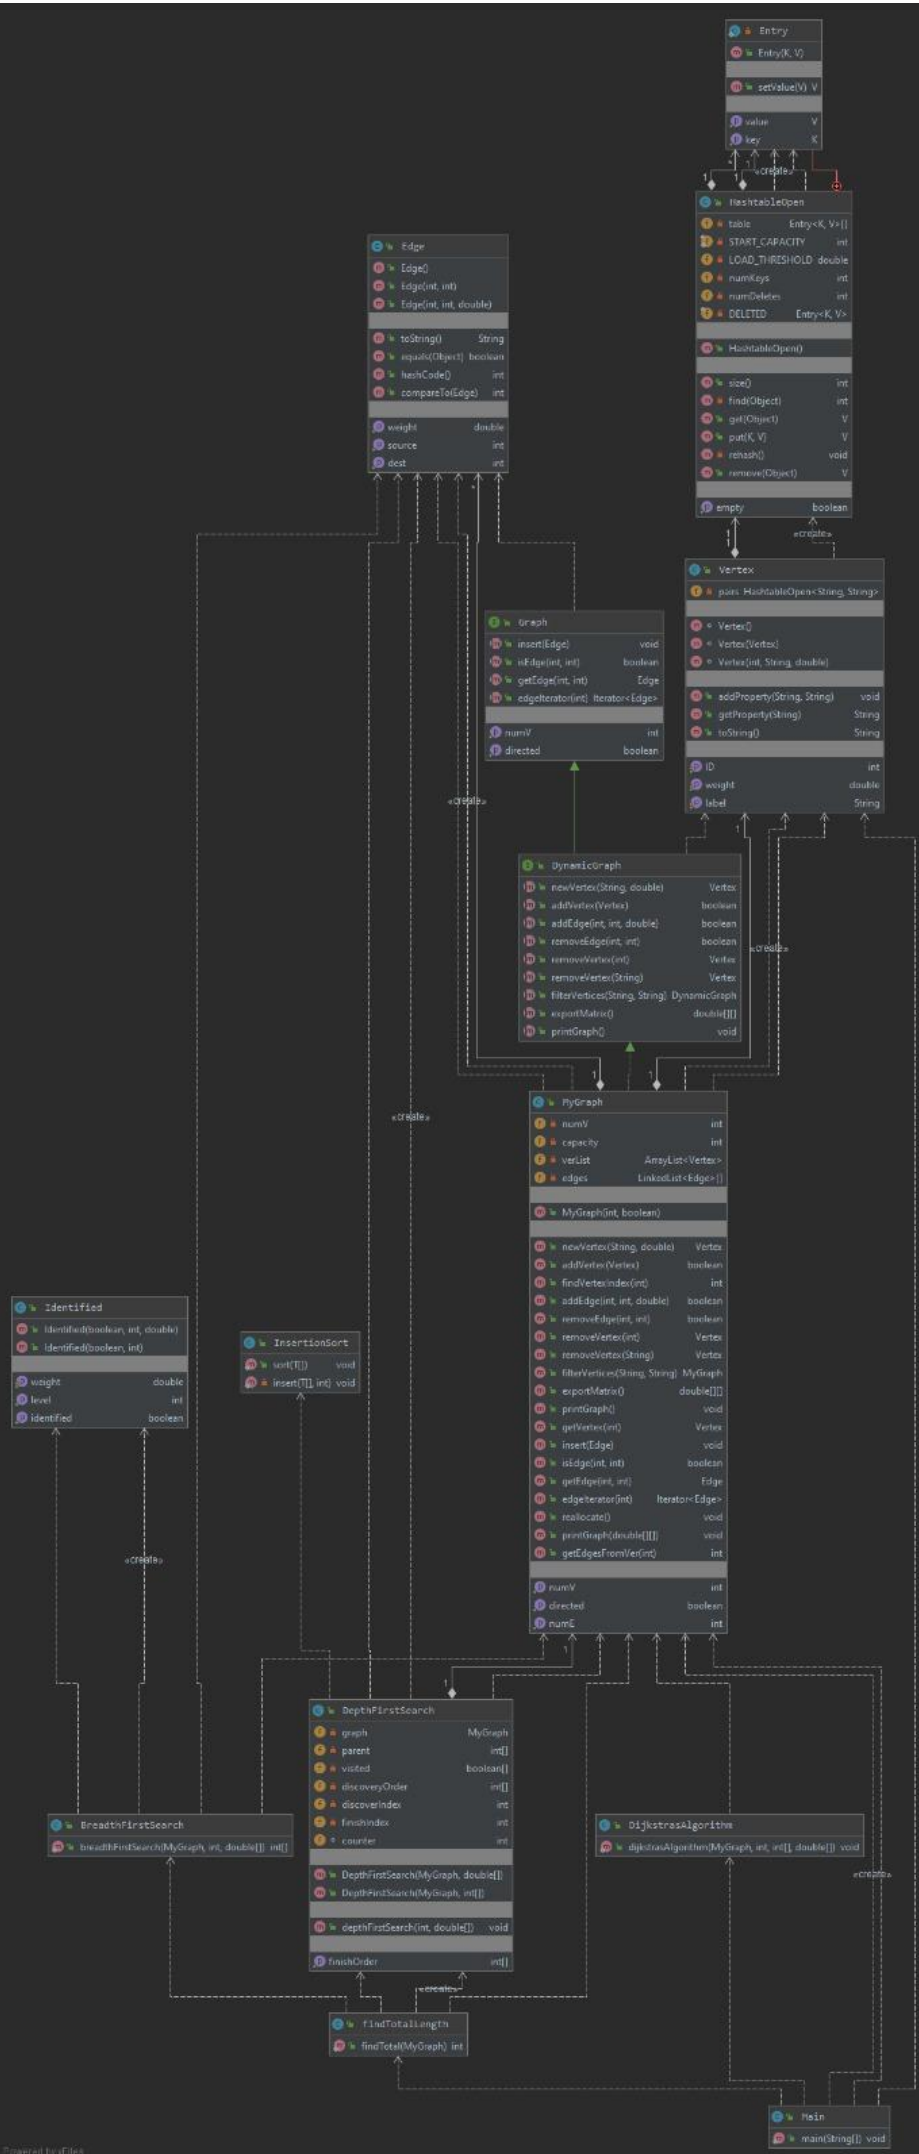 Entry
Entry(K, V)
setValue(V) V
value V
key K
1 * 1 1
«create»
HashtableOpen
table Entry<K, V>[]
START_CAPACITY int
LOAD_THRESHOLD double
numKeys int
numDeletes int
DELETED Entry<K, V>
HashtableOpen()
size() int
find(Object) int
get(Object) V
put(K, V) V
rehash() void
remove(Object) V
empty boolean
Edge
Edge()
Edge(int, int)
Edge(int, int, double)
toString() String
equals(Object) boolean
hashCode() int
compareTo(Edge) int
weight double
source int
dest int
*
1
1
«create»
Vertex
pairs HashtableOpen<String, String>
Vertex()
Vertex(Vertex)
Vertex(int, String, double)
addProperty(String, String) void
getProperty(String) String
toString() String
ID int
weight double
label String
Graph
insert(Edge) void
isEdge(int, int) boolean
getEdge(int, int) Edge
edgeIterator(int) Iterator<Edge>
numV int
directed boolean
«create»
1
DynamicGraph
newVertex(String, double) Vertex
addVertex(Vertex) boolean
addEdge(int, int, double) boolean
removeEdge(int, int) boolean
removeVertex(int) Vertex
removeVertex(String) Vertex
filterVertices(String, String) DynamicGraph
exportMatrix() double[][]
printGraph() void
«create»
1 1
«create»
MyGraph
numV int
capacity int
verList ArrayList<Vertex>
edges LinkedList<Edge>[]
MyGraph(int, boolean)
newVertex(String, double) Vertex
addVertex(Vertex) boolean
findVertexIndex(int) int
addEdge(int, int, double) boolean
removeEdge(int, int) boolean
removeVertex(int) Vertex
removeVertex(String) Vertex
filterVertices(String, String) MyGraph
exportMatrix() double[][]
printGraph() void
getVertex(int) Vertex
insert(Edge) void
isEdge(int, int) boolean
getEdge(int, int) Edge
edgeIterator(int) Iterator<Edge>
reallocate() void
printGraph(double[][]) void
getEdgesFromVer(int) int
numV int
directed boolean
numE int
Identified
Identified(boolean, int, double)
Identified(boolean, int)
weight double
level int
identified boolean
InsertionSort
sort(T[]) void
insert(T[], int) void
«create»
1
1
DepthFirstSearch
graph MyGraph
parent int[]
visited boolean[]
discoveryOrder int[]
discoverIndex int
finishIndex int
counter int
DepthFirstSearch(MyGraph, double[])
DepthFirstSearch(MyGraph, int[])
depthFirstSearch(int, double[]) void
finishOrder int[]
BreadthFirstSearch
breadthFirstSearch(MyGraph, int, double[]) int[]
DijkstrasAlgorithm
dijkstrasAlgorithm(MyGraph, int, int[], double[]) void
«create»
«create»
findTotalLength
findTotal(MyGraph) int
Main
main(String[]) void
Powered by yFiles